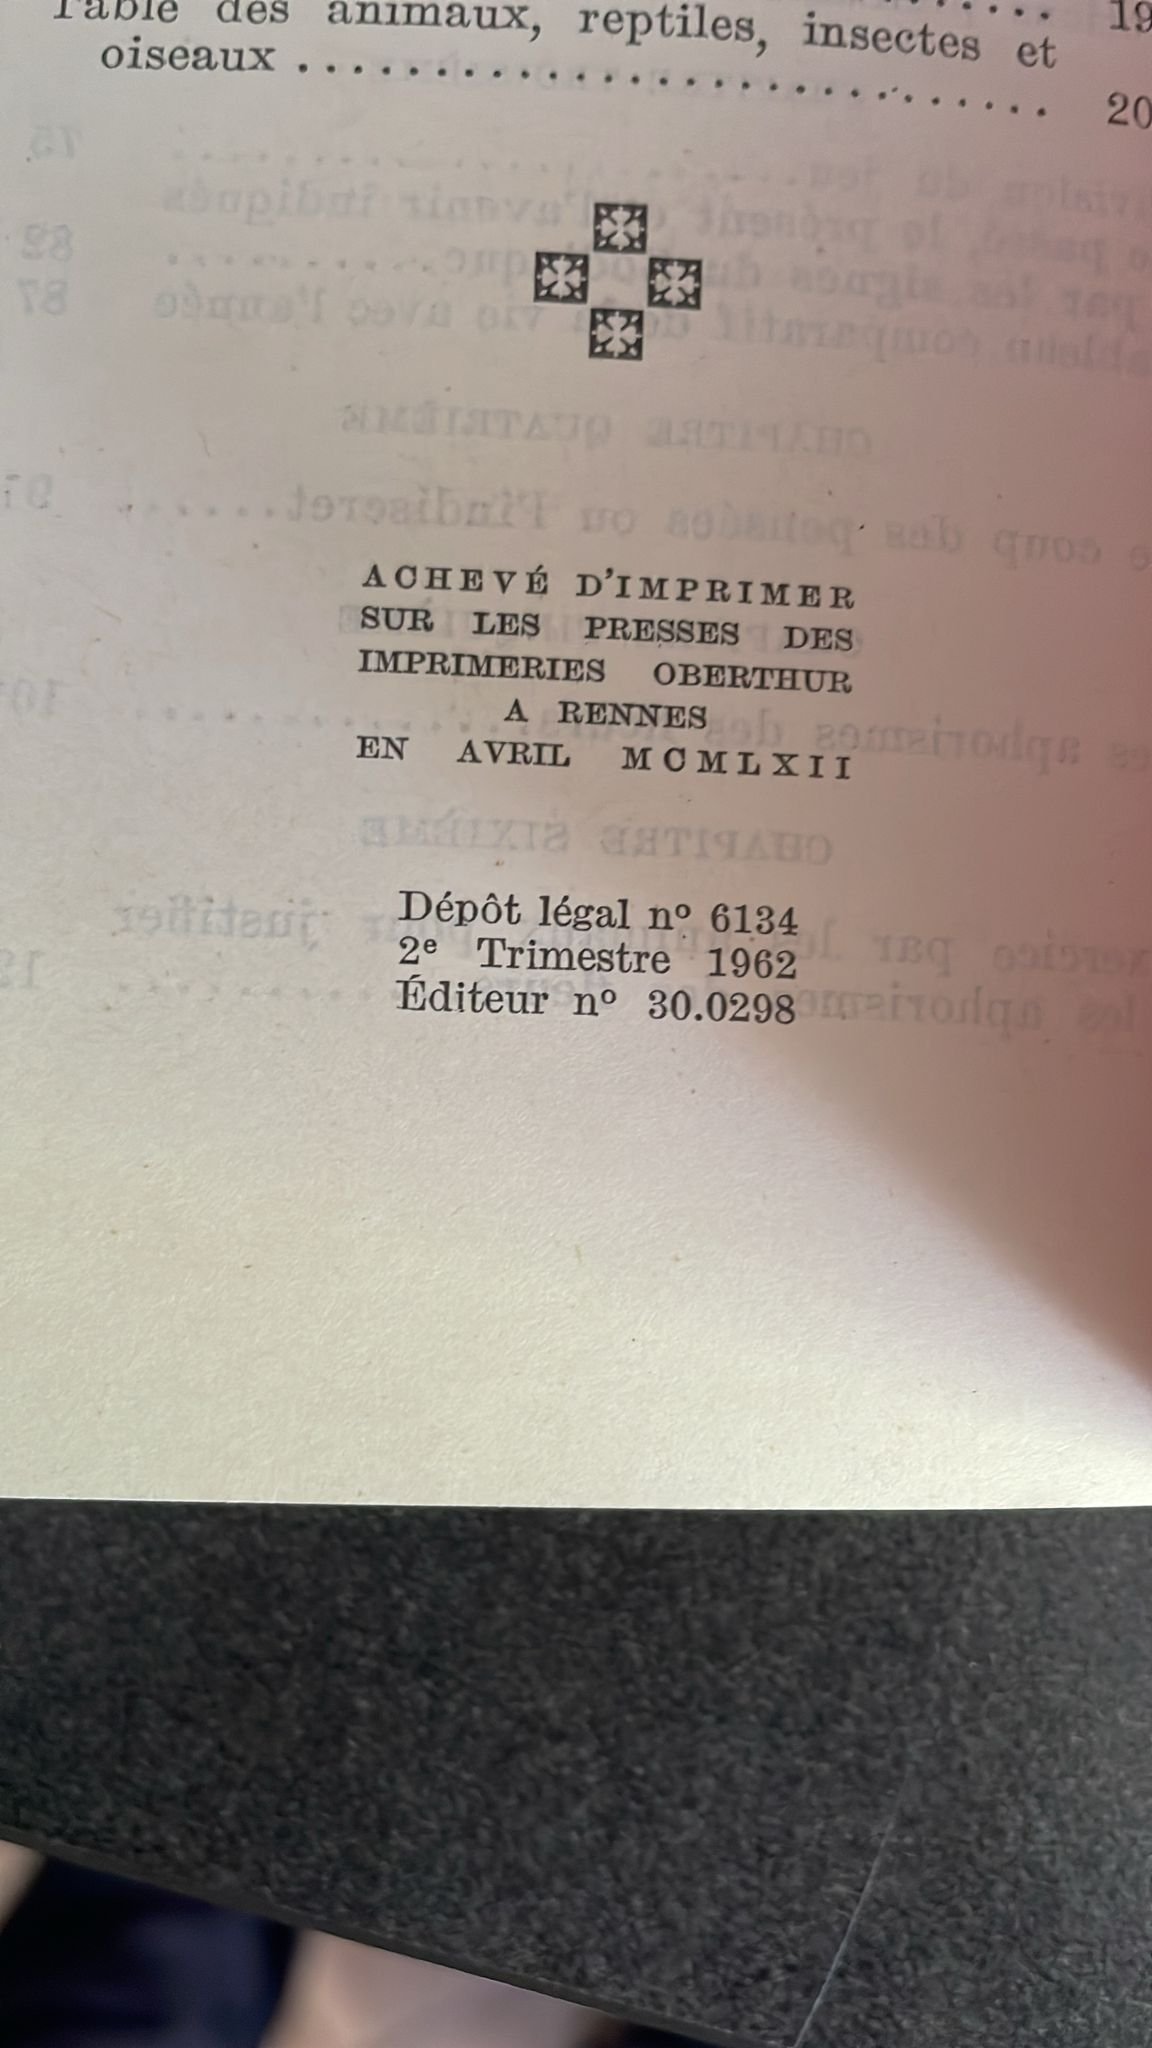 Table des animaux, reptiles, insectes et
oiseaux .............................. 20
ACHEVÉ D'IMPRIMER
SUR LES PRESSES DES
IMPRIMERIES OBERTHUR
A RENNES
EN AVRIL MCMLXII
Dépôt légal nº 6134
2e Trimestre 1962
Éditeur nº 30.0298